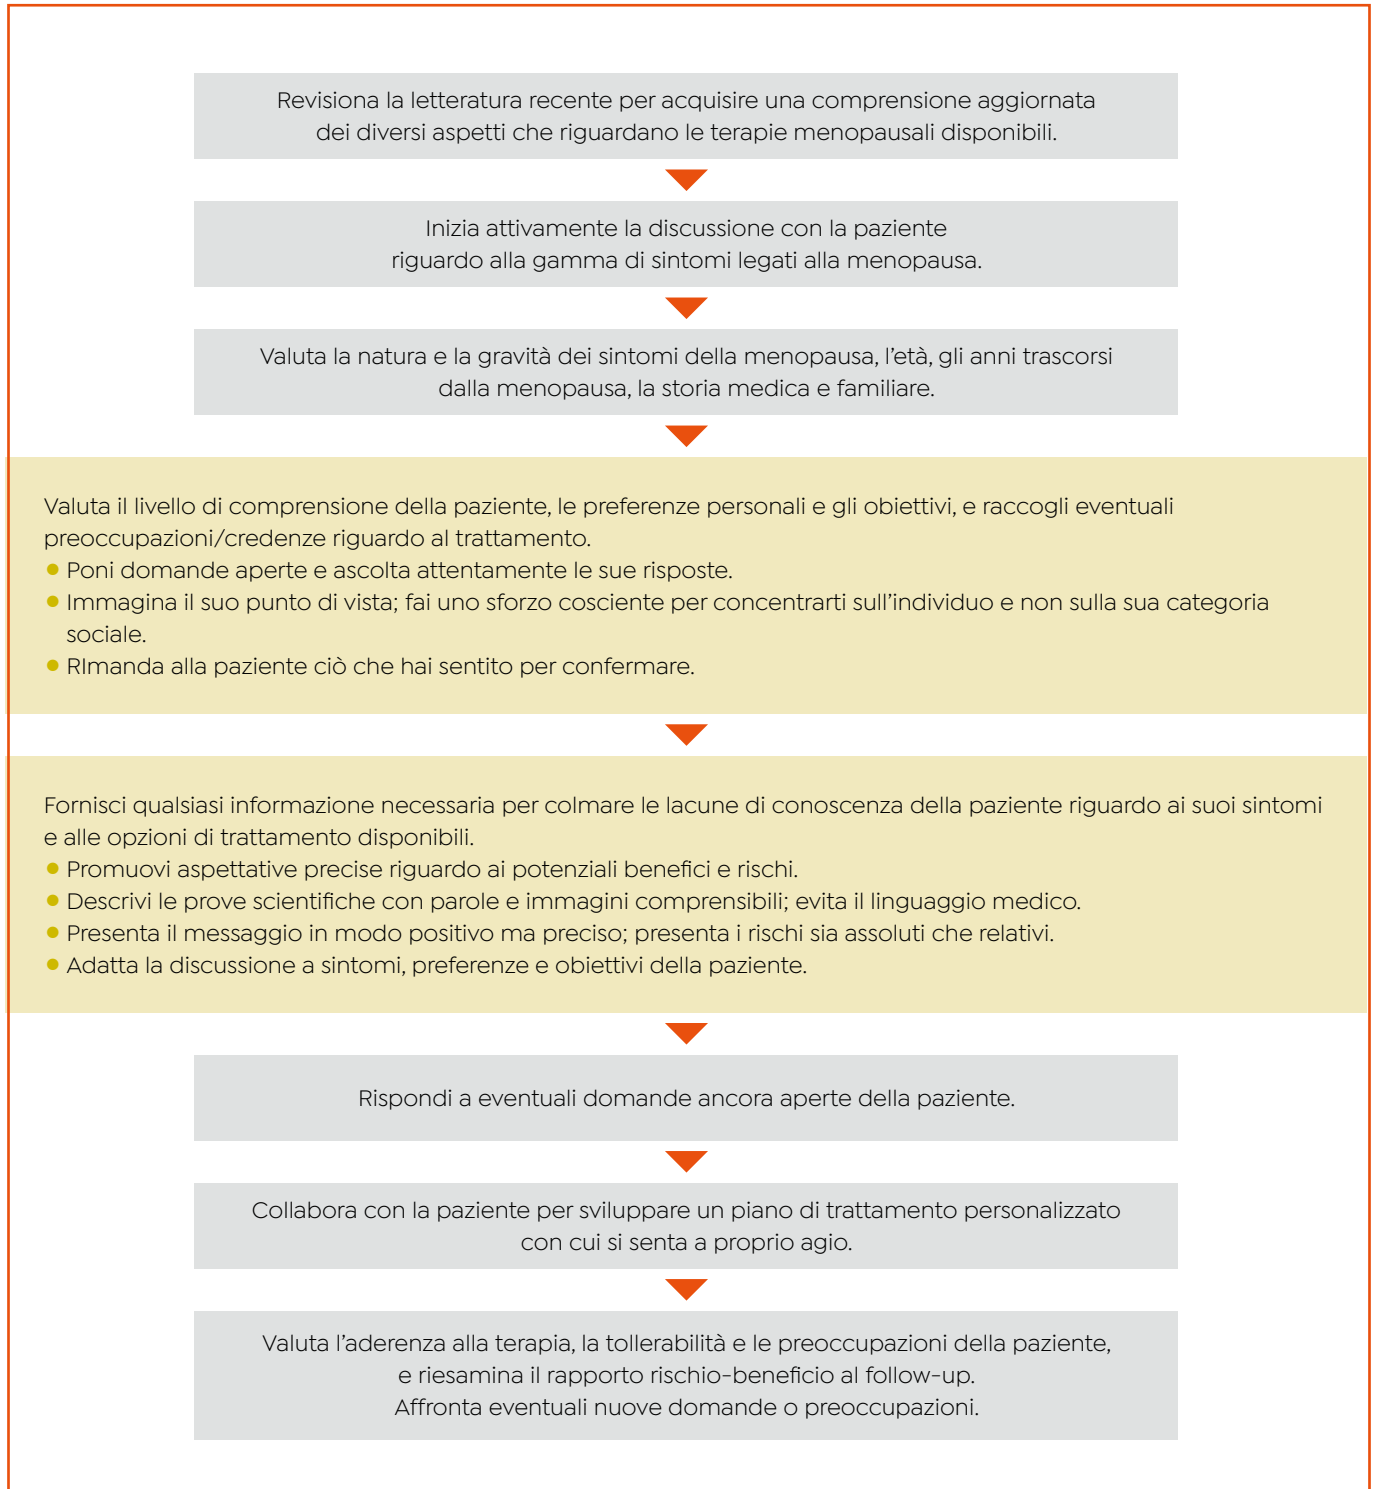 Revisiona la letteratura recente per acquisire una comprensione aggiornata
dei diversi aspetti che riguardano le terapie menopausali disponibili.
Inizia attivamente la discussione con la paziente
riguardo alla gamma di sintomi legati alla menopausa.
Valuta la natura e la gravità dei sintomi della menopausa, l’età, gli anni trascorsi
dalla menopausa, la storia medica e familiare.
Valuta il livello di comprensione della paziente, le preferenze personali e gli obiettivi, e raccogli eventuali
preoccupazioni/credenze riguardo al trattamento.
• Poni domande aperte e ascolta attentamente le sue risposte.
• Immagina il suo punto di vista; fai uno sforzo cosciente per concentrarti sull’individuo e non sulla sua categoria
sociale.
• RImanda alla paziente ciò che hai sentito per confermare.
Fornisci qualsiasi informazione necessaria per colmare le lacune di conoscenza della paziente riguardo ai suoi sintomi
e alle opzioni di trattamento disponibili.
• Promuovi aspettative precise riguardo ai potenziali benefici e rischi.
• Descrivi le prove scientifiche con parole e immagini comprensibili; evita il linguaggio medico.
• Presenta il messaggio in modo positivo ma preciso; presenta i rischi sia assoluti che relativi.
• Adatta la discussione a sintomi, preferenze e obiettivi della paziente.
Rispondi a eventuali domande ancora aperte della paziente.
Collabora con la paziente per sviluppare un piano di trattamento personalizzato
con cui si senta a proprio agio.
Valuta l’aderenza alla terapia, la tollerabilità e le preoccupazioni della paziente,
e riesamina il rapporto rischio-beneficio al follow-up.
Affronta eventuali nuove domande o preoccupazioni.